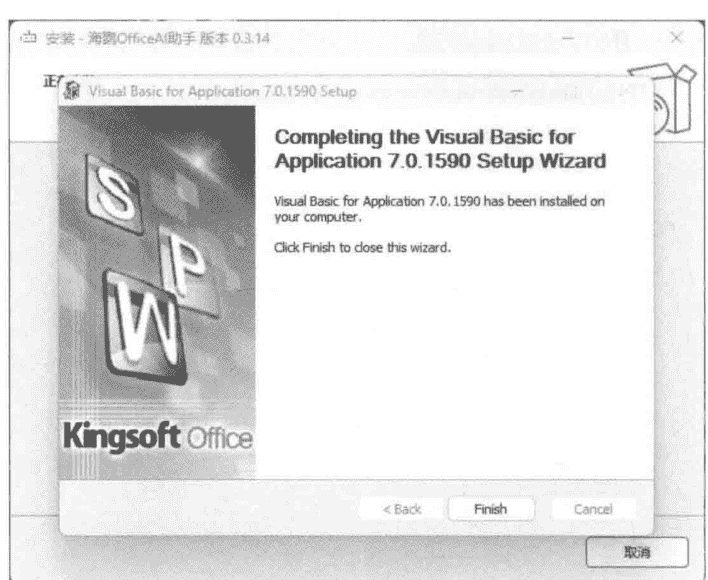 安装 - 海鹦OfficeAI助手 版本 0.3.14
正
Visual Basic for Application 7.0.1590 Setup
Completing the Visual Basic for
Application 7.0.1590 Setup Wizard
Visual Basic for Application 7.0.1590 has been installed on
your computer.
Click Finish to close this wizard.
S
P
W
Kingsoft Office
< Back
Finish
Cancel
取消